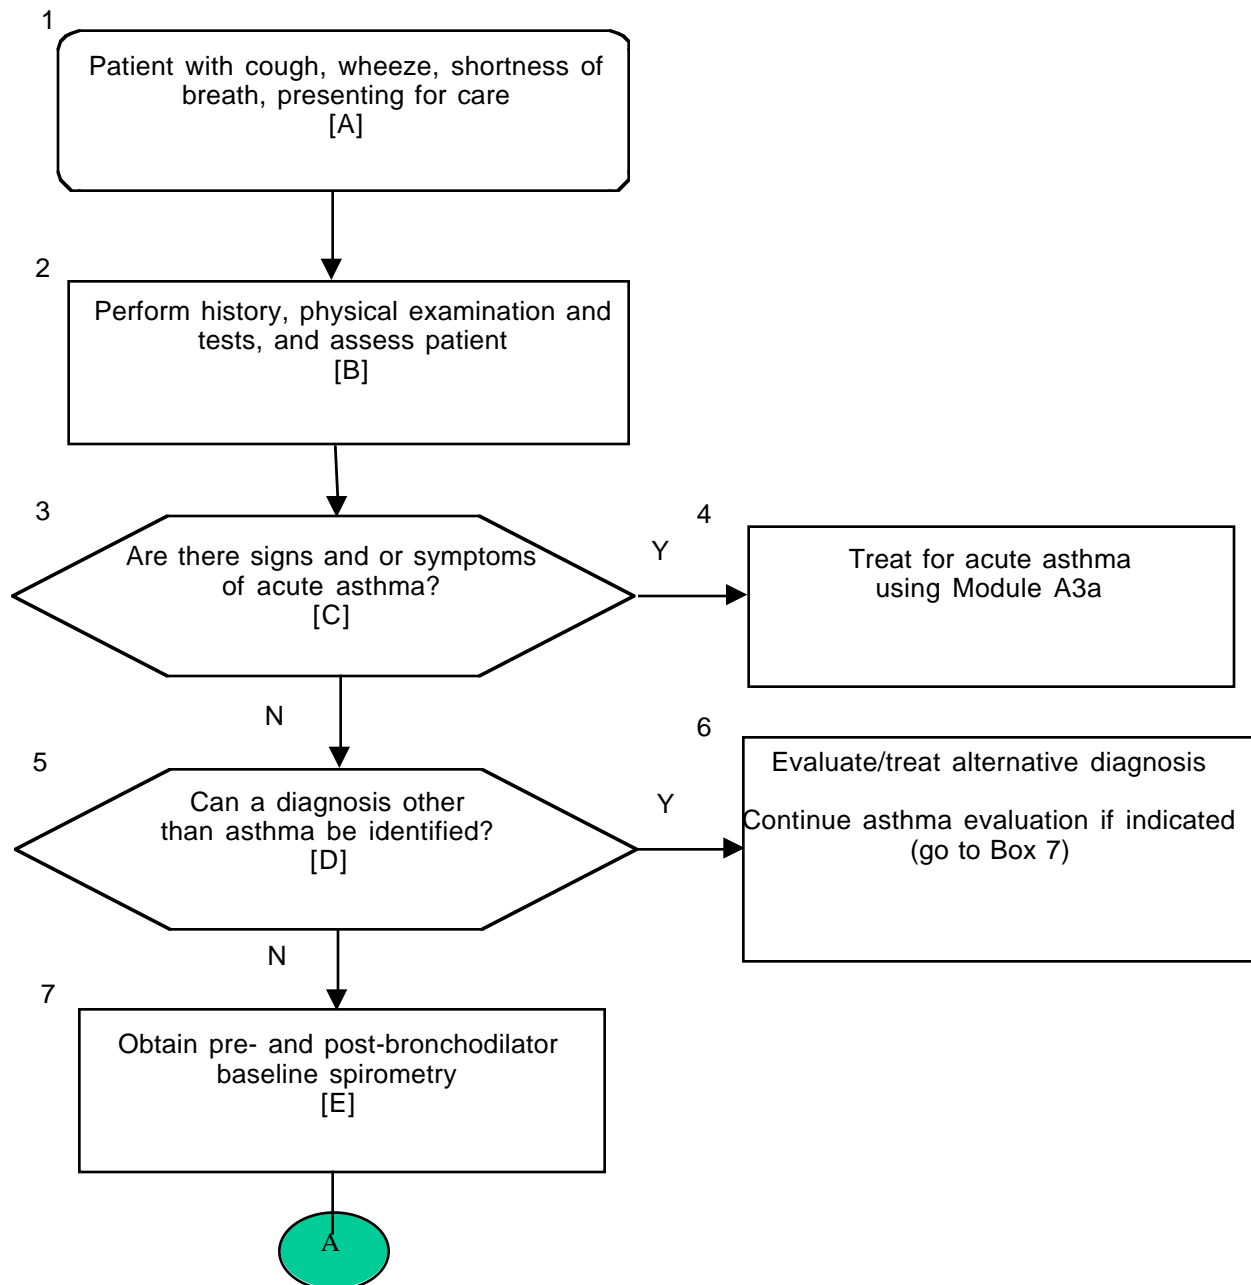 1
Patient with cough, wheeze, shortness of
breath, presenting for care
[A]
2
Perform history, physical examination and
tests, and assess patient
[B]
3
Are there signs and or symptoms
of acute asthma?
[C]
Y
4
Treat for acute asthma
using Module A3a
N
5
Can a diagnosis other
than asthma be identified?
[D]
Y
6
Evaluate/treat alternative diagnosis
Continue asthma evaluation if indicated
(go to Box 7)
N
7
Obtain pre- and post-bronchodilator
baseline spirometry
[E]
A